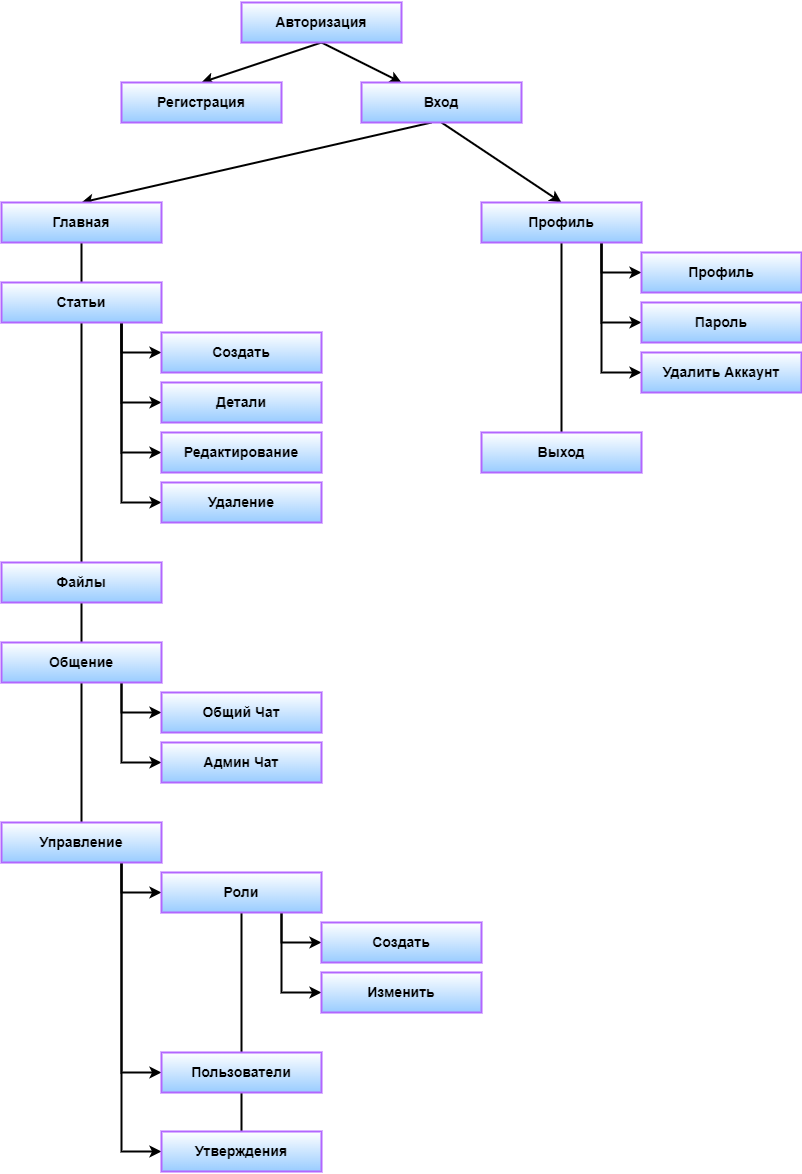 Авторизация
Регистрация
Вход
Главная
Профиль
Профиль
Статьи
Пароль
Создать
Удалить Аккаунт
Детали
Редактирование
Выход
Удаление
Файлы
Общение
Общий Чат
Админ Чат
Управление
Роли
Создать
Изменить
Пользователи
Утверждения